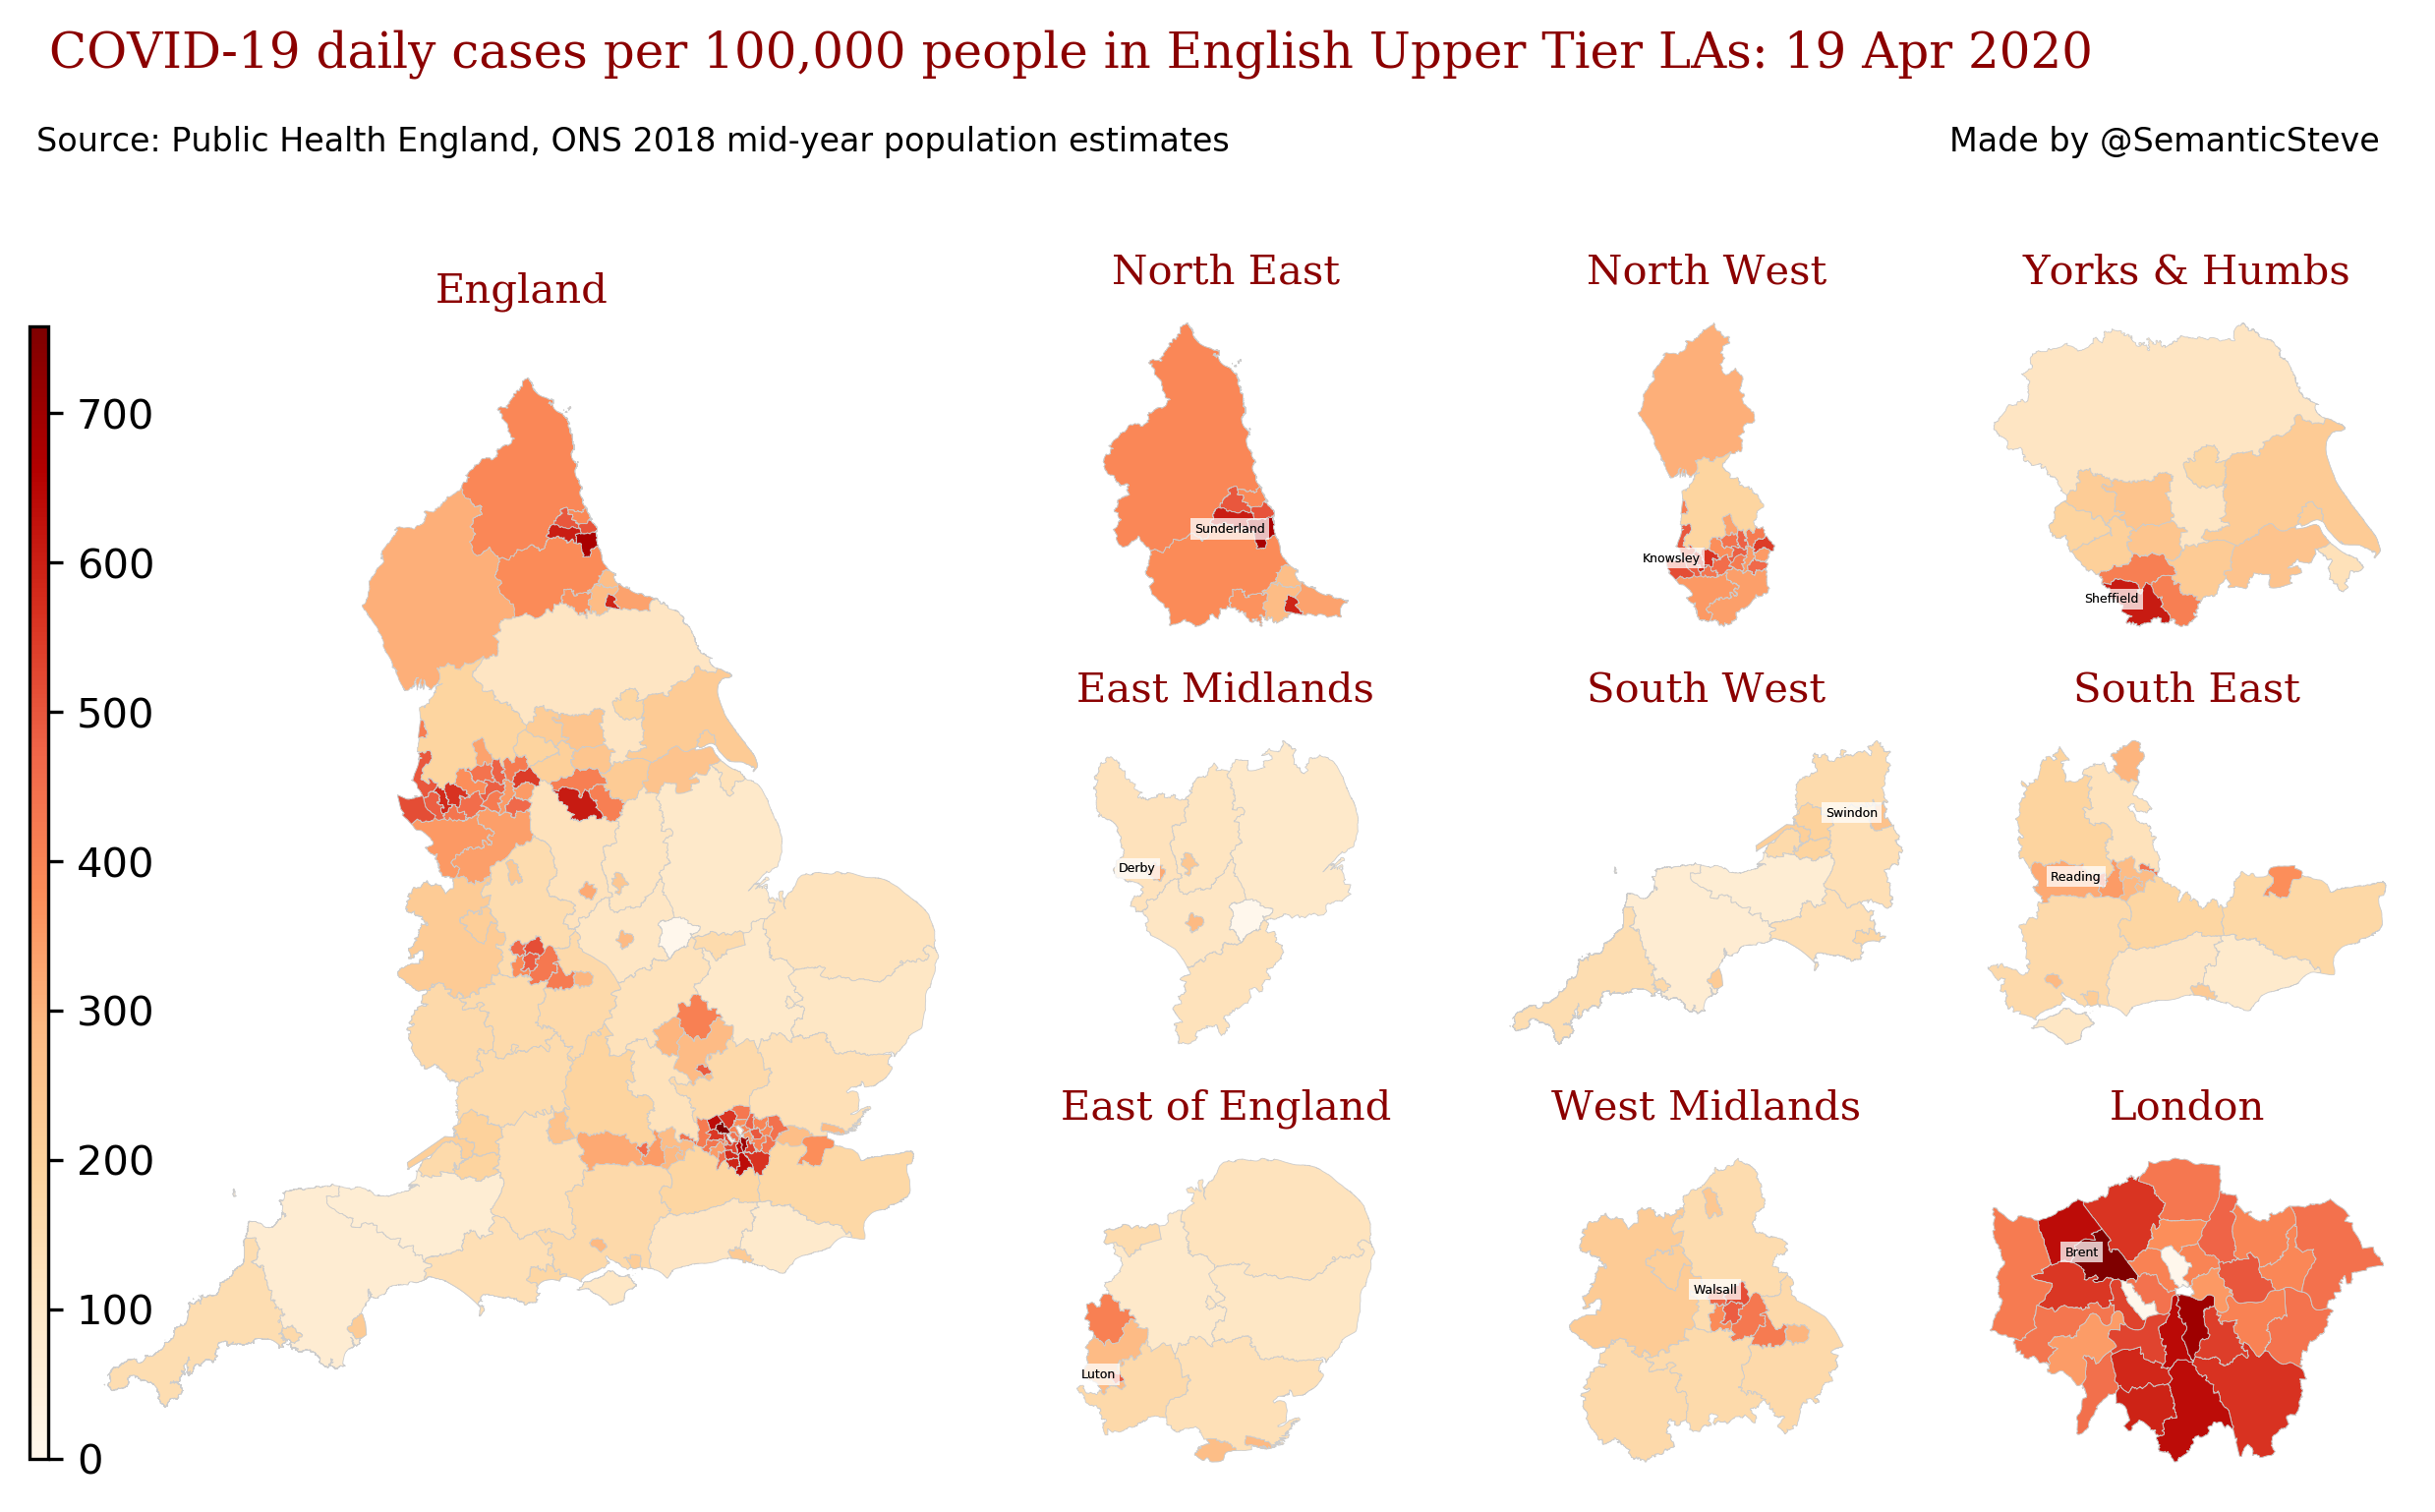 COVID-19 daily cases per 100,000 people in English Upper Tier LAs: 19 Apr 2020
Source: Public Health England, ONS 2018 mid-year population estimates
Made by @SemanticSteve
England
700
600
500
400
300
200
100
0
North East
Sunderland
North West
Knowsley
Yorks & Humbs
Sheffield
East Midlands
Derby
South West
Swindon
South East
Reading
East of England
Luton
West Midlands
Walsall
London
Brent